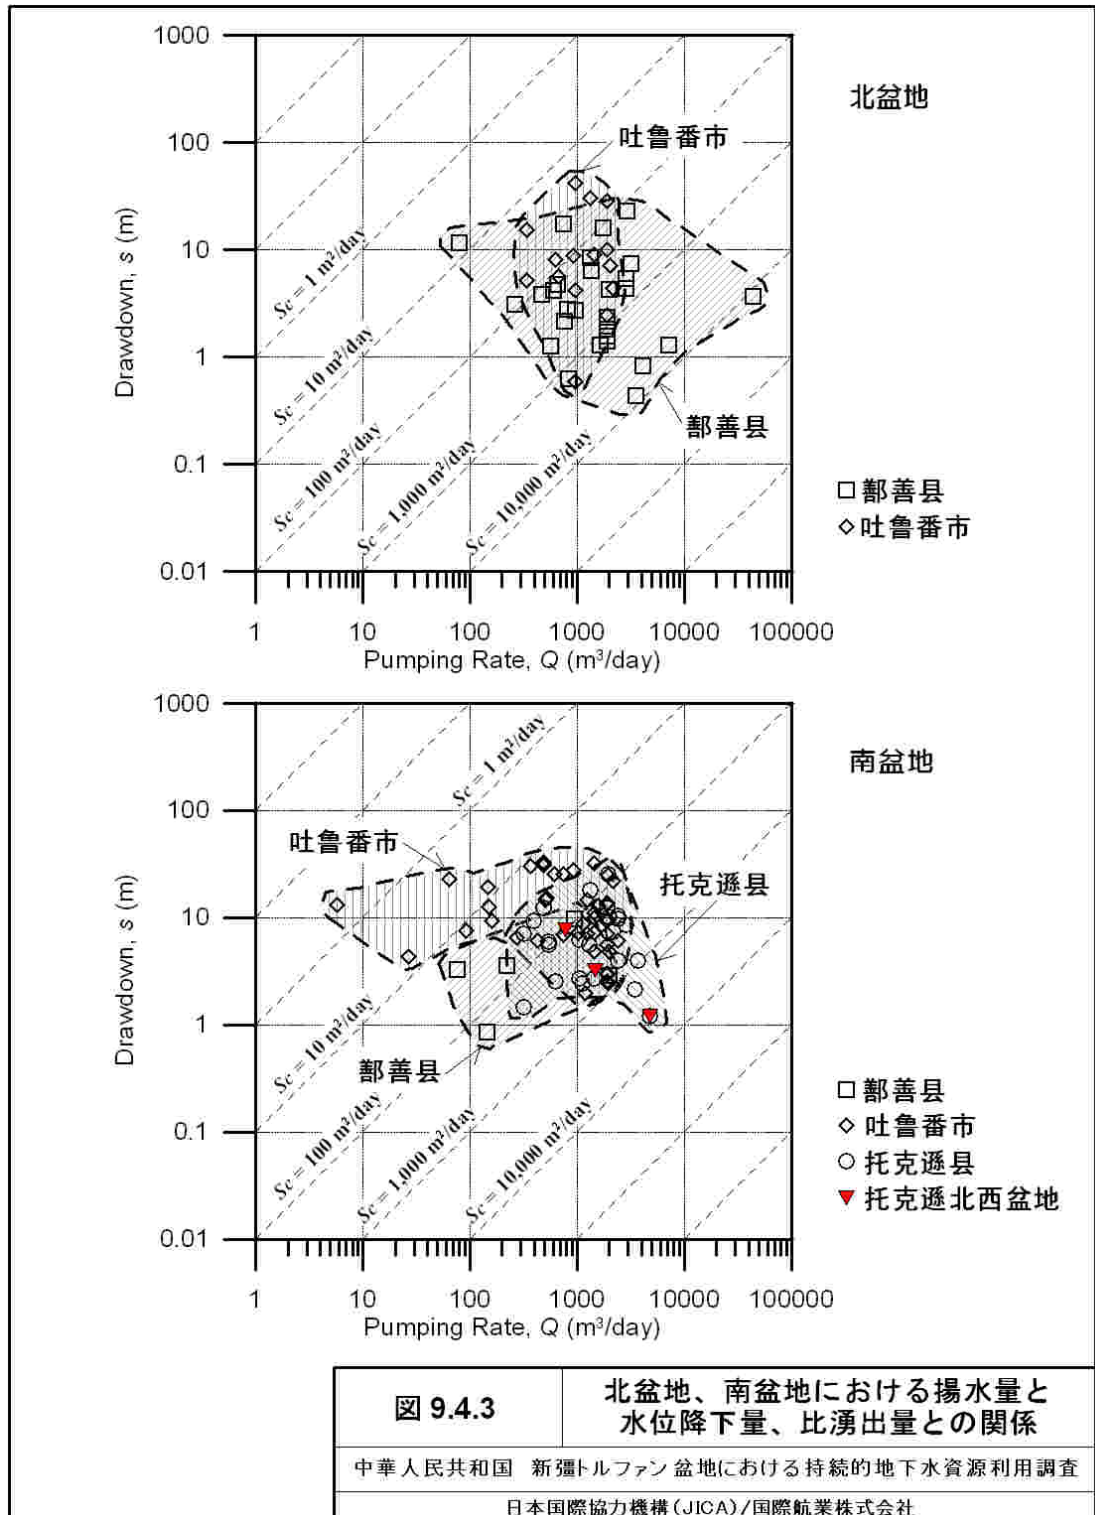 北盆地
1000
100
10
1
0.1
0.01
Drawdown, s (m)
吐鲁番市
鄯善县
Sc = 1 m²/day
Sc = 10 m²/day
Sc = 100 m²/day
Sc = 1,000 m²/day
Sc = 10,000 m²/day
□ 鄯善县
◇ 吐鲁番市
1 10 100 1000 10000 100000
Pumping Rate, Q (m³/day)
南盆地
1000
100
10
1
0.1
0.01
Drawdown, s (m)
Sc = 1 m²/day
吐鲁番市
托克遜县
鄯善县
Sc = 10 m²/day
Sc = 100 m²/day
Sc = 1,000 m²/day
Sc = 10,000 m²/day
□ 鄯善县
◇ 吐鲁番市
○ 托克遜县
▼ 托克遜北西盆地
1 10 100 1000 10000 100000
Pumping Rate, Q (m³/day)
図 9.4.3
北盆地、南盆地における揚水量と
水位降下量、比湧出量との関係
中華人民共和国 新疆トルファン盆地における持続的地下水資源利用調査
日本国際協力機構(JICA)/国際航業株式会社